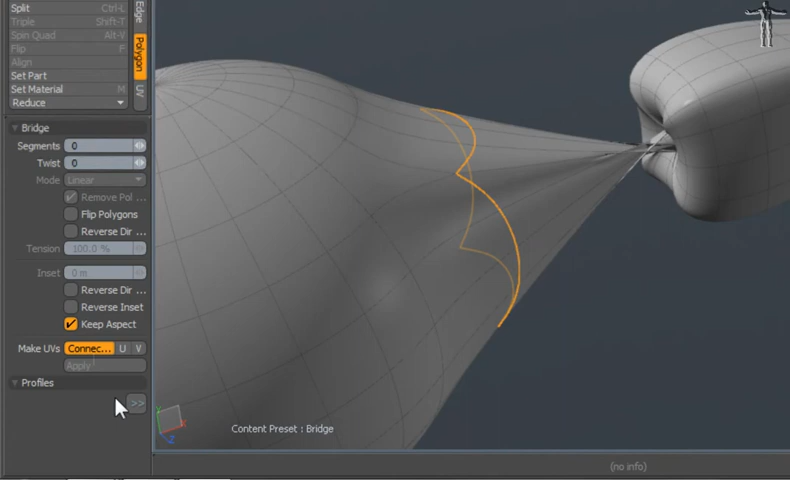 Split Ctrl-L
Triple Shift-T
Spin Quad Alt-V
Flip F
Align
Set Part
Set Material M
Reduce
Edge
Polygon
UV
Bridge
Segments 0
Twist 0
Mode Linear
Remove Pol ...
Flip Polygons
Reverse Dir ...
Tension 100.0 %
Inset 0 m
Reverse Dir ...
Reverse Inset
Keep Aspect
Make UVs Connec... U V
Apply
Profiles
>>
Y
X
Z
Content Preset : Bridge
(no info)